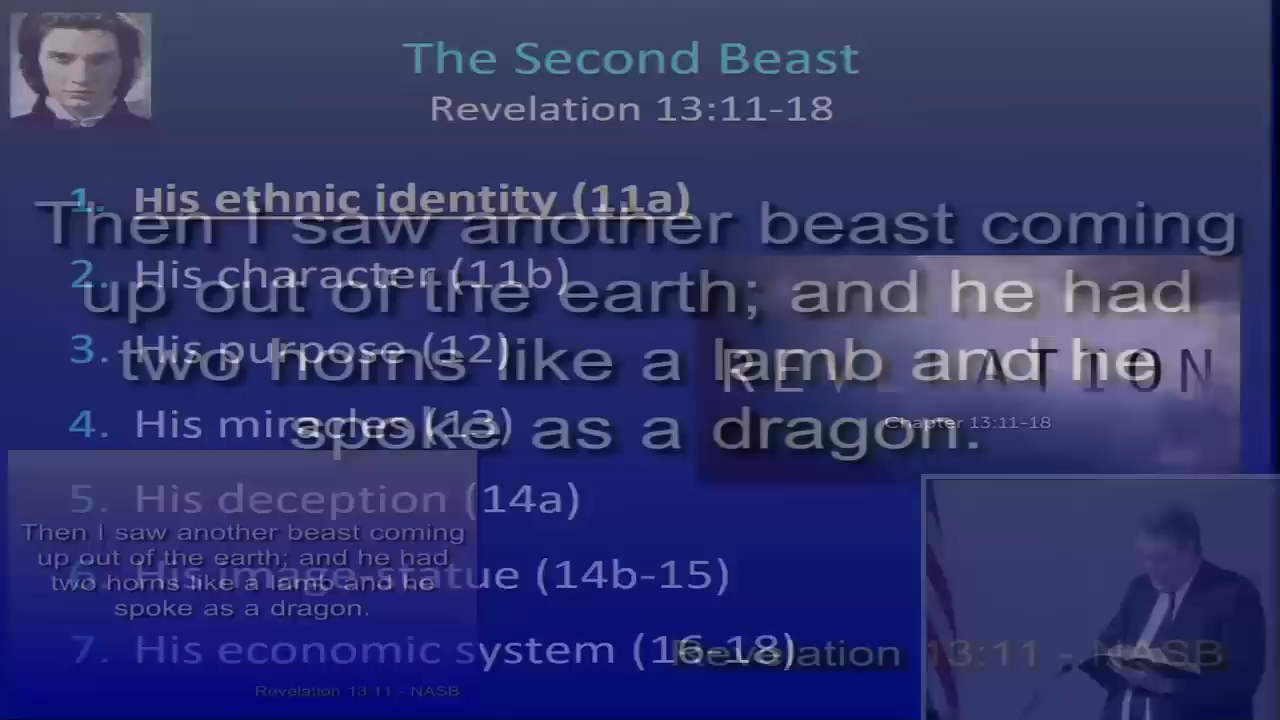 The Second Beast
Revelation 13:11-18
1. His ethnic identity (11a)
2. His character (11b)
3. His purpose (12)
4. His miracles (13)
5. His deception (14a)
6. His image statue (14b-15)
7. His economic system (16-18)
Then I saw another beast coming
up out of the earth; and he had
two horns like a lamb and he
spoke as a dragon.
Revelation 13:11 - NASB
REVELATION
Chapter 13:11-18
Then I saw another beast coming
up out of the earth; and he had
two horns like a lamb and he
spoke as a dragon.
Revelation 13:11 - NASB